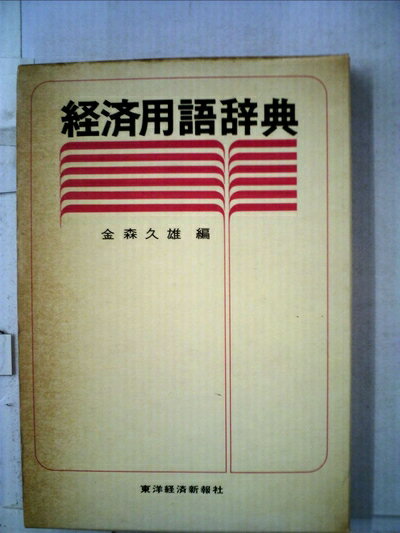 経済用語辞典
金森久雄 編
東洋経済新報社